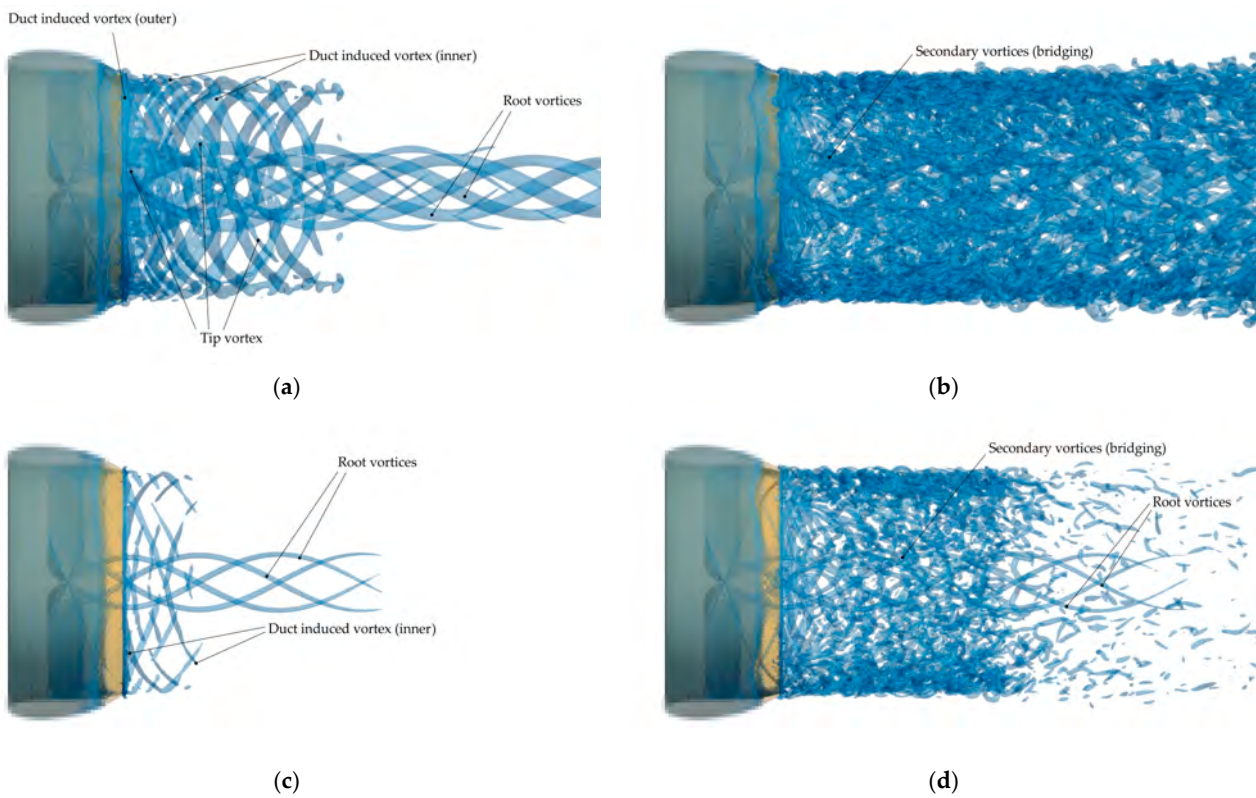 Duct induced vortex (outer)
Duct induced vortex (inner)
Root vortices
Tip vortex
(a)
Secondary vortices (bridging)
(b)
Root vortices
Duct induced vortex (inner)
(c)
Secondary vortices (bridging)
Root vortices
(d)